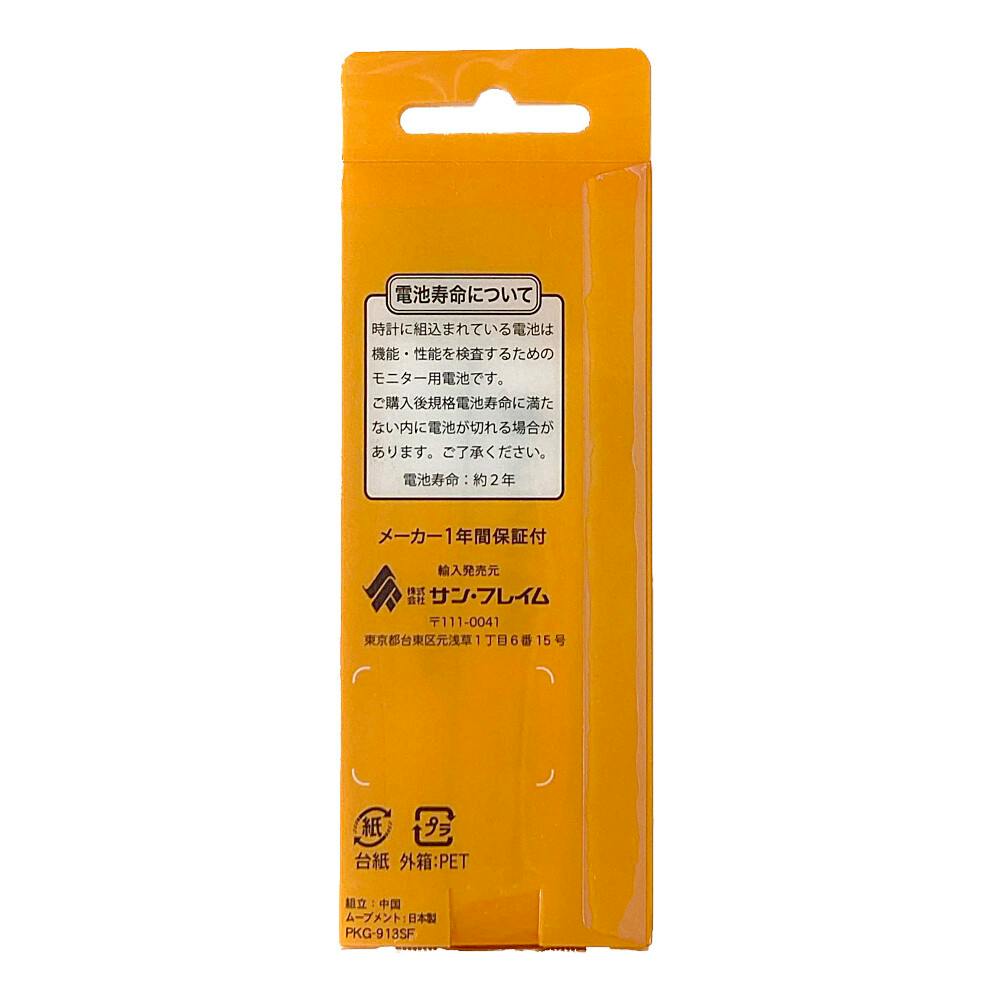 電池寿命について
時計に組込まれている電池は
機能・性能を検査するための
モニター用電池です。
ご購入後規格電池寿命に満た
ない内に電池が切れる場合が
あります。ご了承ください。
電池寿命：約2年
メーカー1年間保証付
輸入発売元
株式会社 サン・フレイム
〒111-0041
東京都台東区元浅草1丁目6番15号
紙 プラ
台紙 外箱:PET
組立：中国
ムーブメント：日本製
PKG-913SF